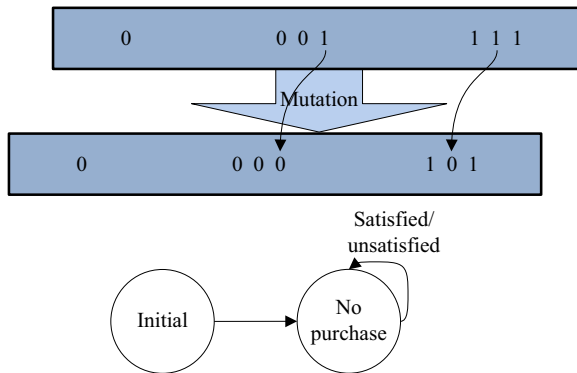 0 0 0 1 1 1 1
Mutation
0 0 0 0 1 0 1
Satisfied/
unsatisfied
Initial
No
purchase